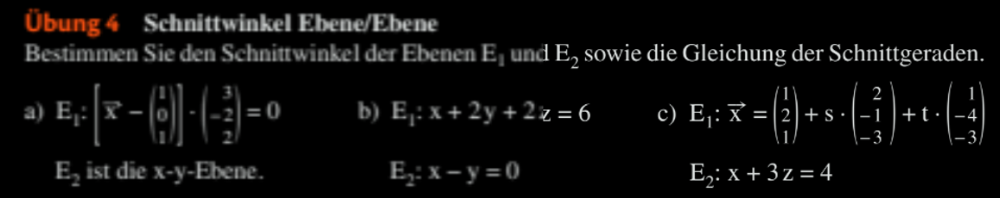 Übung 4 Schnittwinkel Ebene/Ebene
Bestimmen Sie den Schnittwinkel der Ebenen E₁ und E₂ sowie die Gleichung der Schnittgeraden.
a) E₁: [x⃗ − (1 0 1)] · (3 −2 2) = 0 b) E₁: x + 2y + 2z = 6 c) E₁: x⃗ = (1 2 1) + s · (2 −1 −3) + t · (1 −4 −3)
E₂ ist die x-y-Ebene. E₂: x − y = 0 E₂: x + 3z = 4